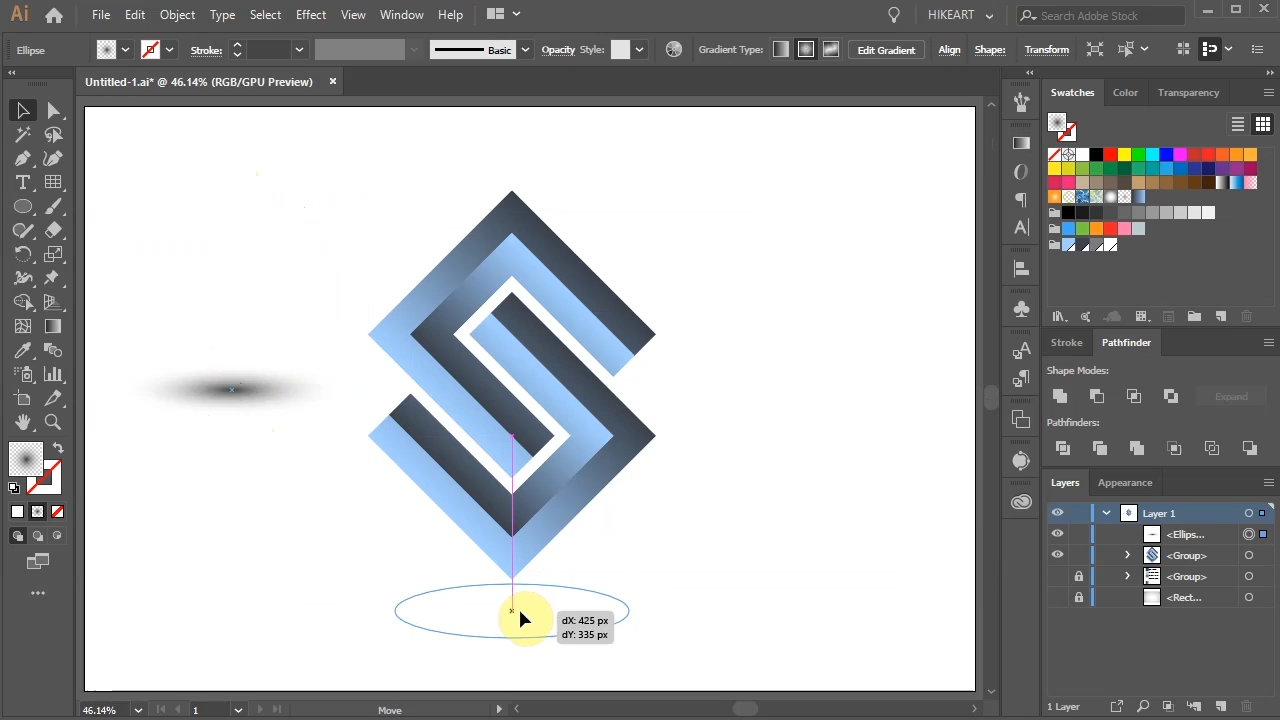 Ai File Edit Object Type Select Effect View Window Help HIKEART Search Adobe Stock
Ellipse Stroke: Basic Opacity Style: Gradient Type: Edit Gradient Align Shape: Transform
Untitled-1.ai* @ 46.14% (RGB/GPU Preview)
Swatches Color Transparency
Stroke Pathfinder
Shape Modes:
Expand
Pathfinders:
Layers Appearance
Layer 1
<Ellips...
<Group>
<Group>
<Rect...
dX: 425 px
dY: 335 px
46.14% 1 Move 1 Layer